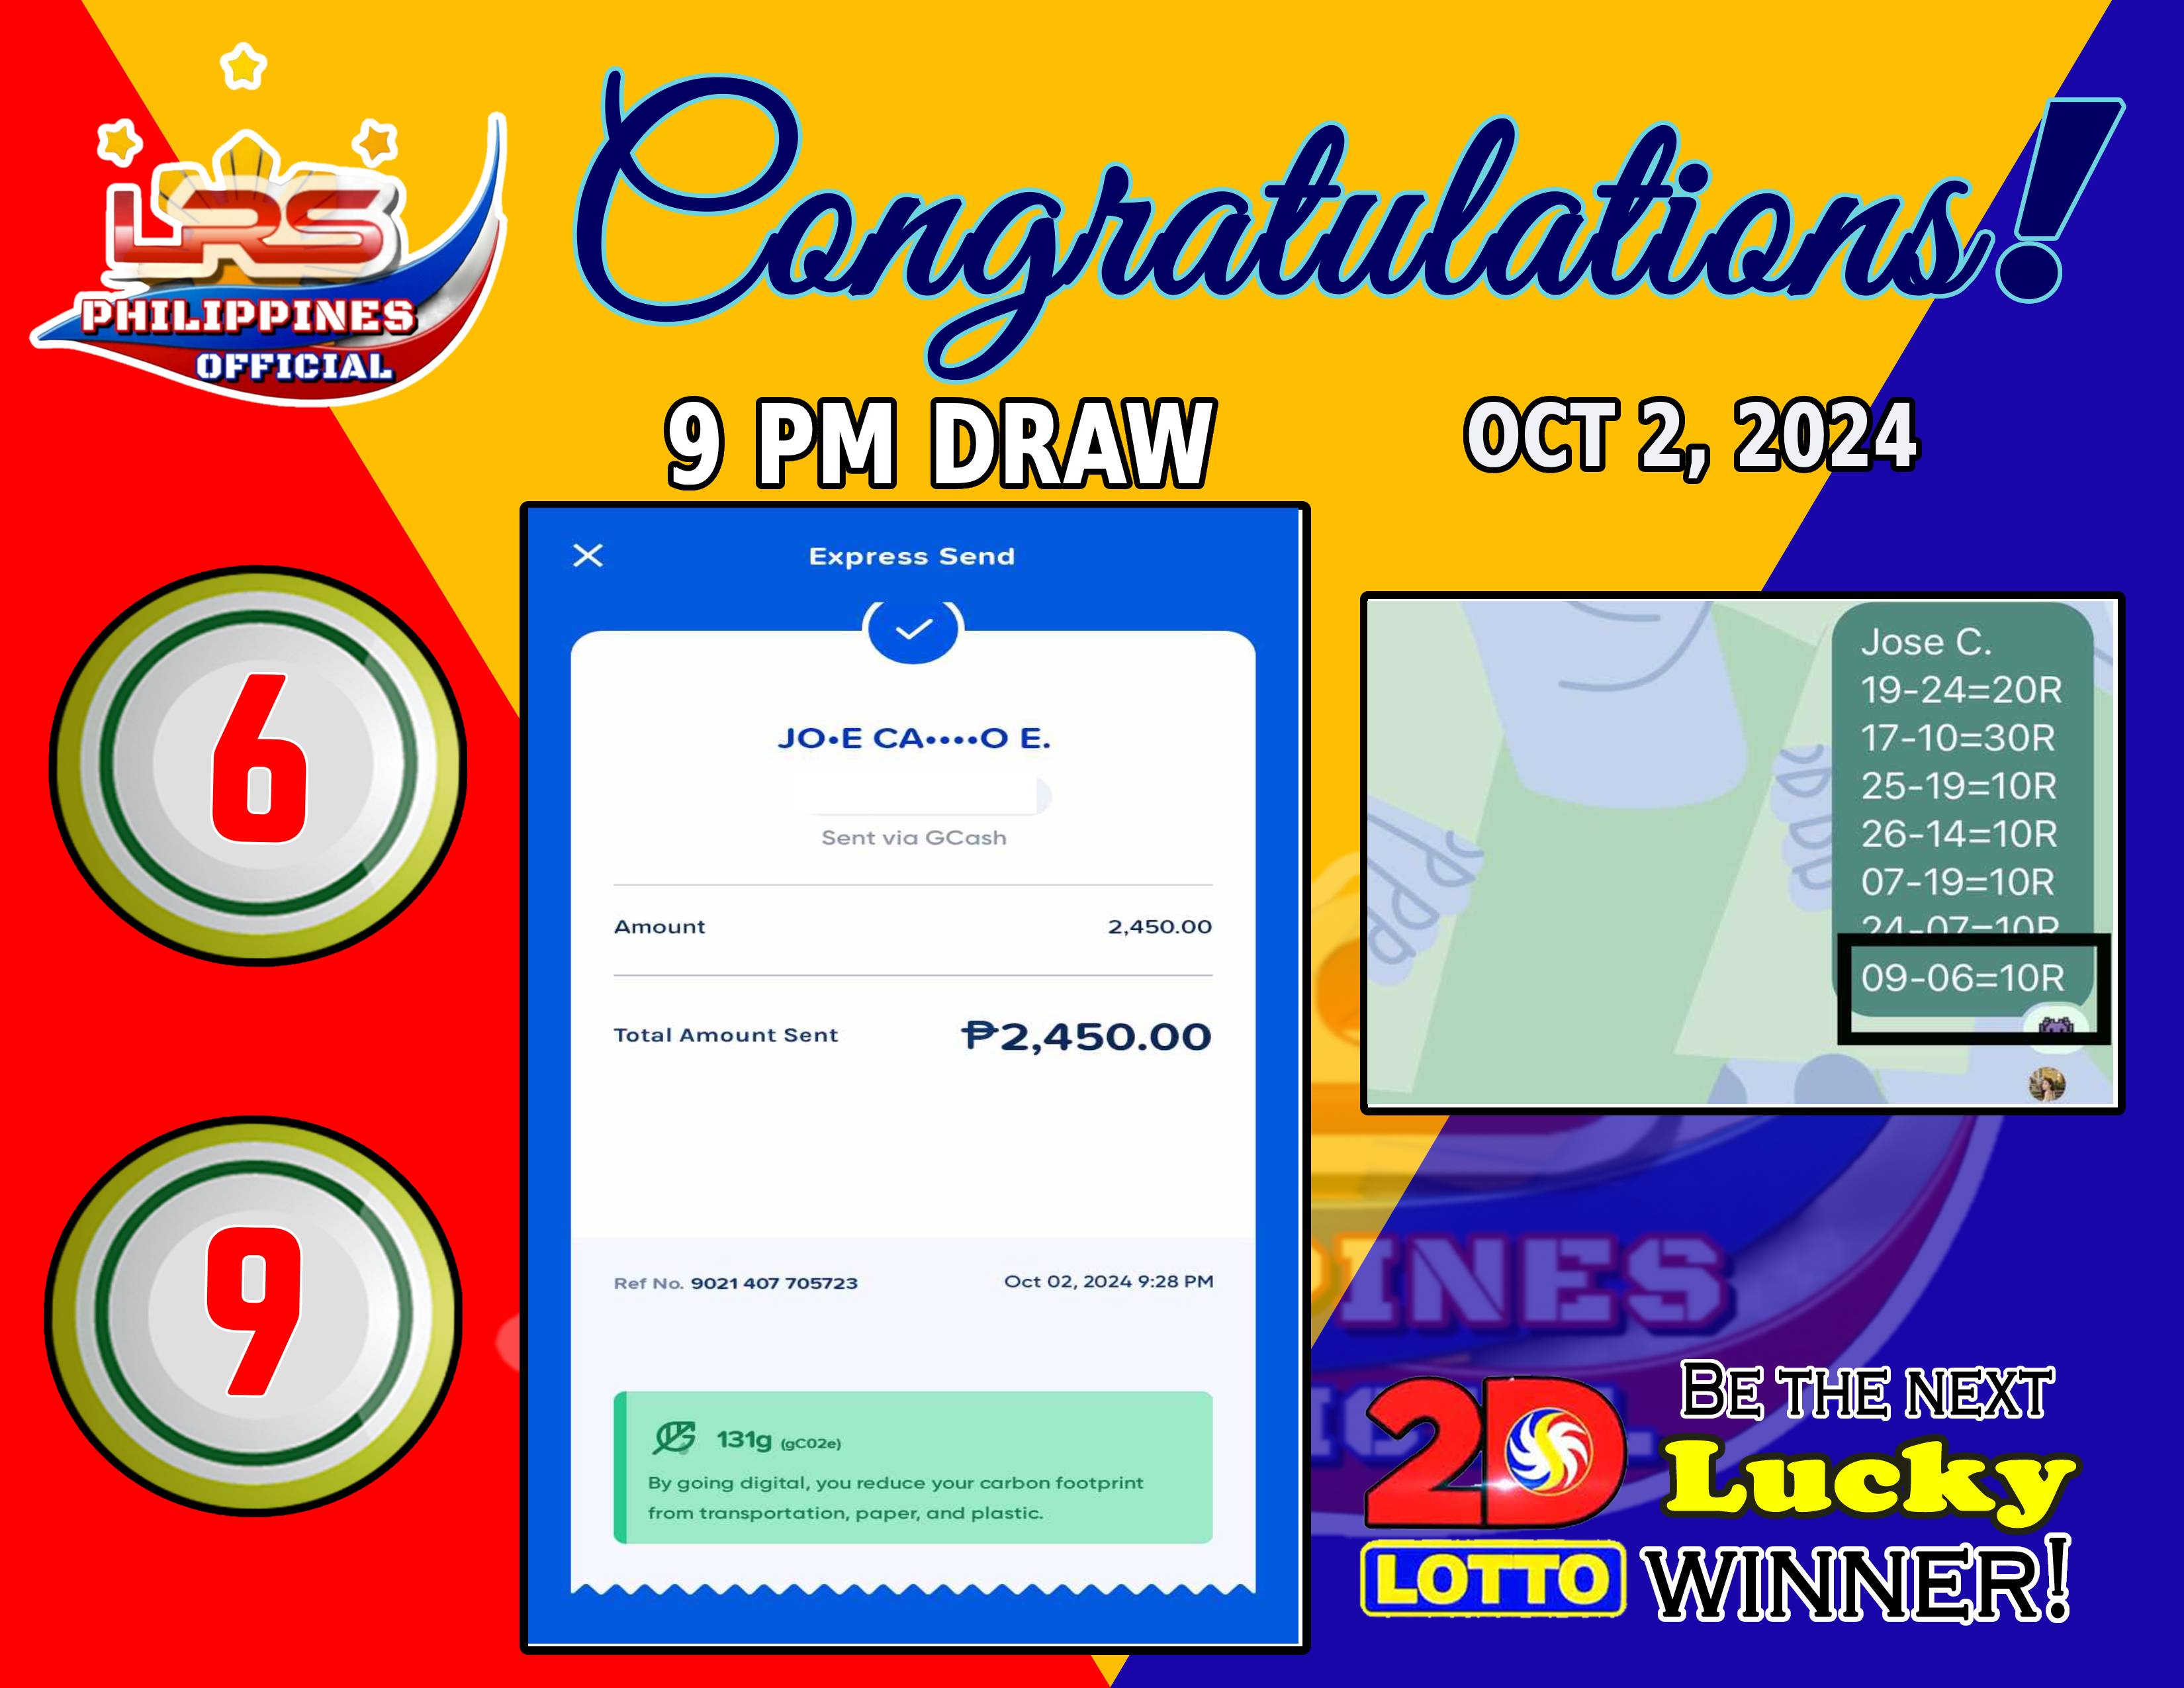 LRS
PHILIPPINES
OFFICIAL
Congratulations!
9 PM DRAW
OCT 2, 2024
6
9
Express Send
JO•E CA••••O E.
Sent via GCash
Amount 2,450.00
Total Amount Sent ₱2,450.00
Ref No. 9021 407 705723 Oct 02, 2024 9:28 PM
131g (gCO2e)
By going digital, you reduce your carbon footprint
from transportation, paper, and plastic.
Jose C.
19-24=20R
17-10=30R
25-19=10R
26-14=10R
07-19=10R
24-07=10R
09-06=10R
PINES
2D
LOTTO
BE THE NEXT
Lucky
WINNER!